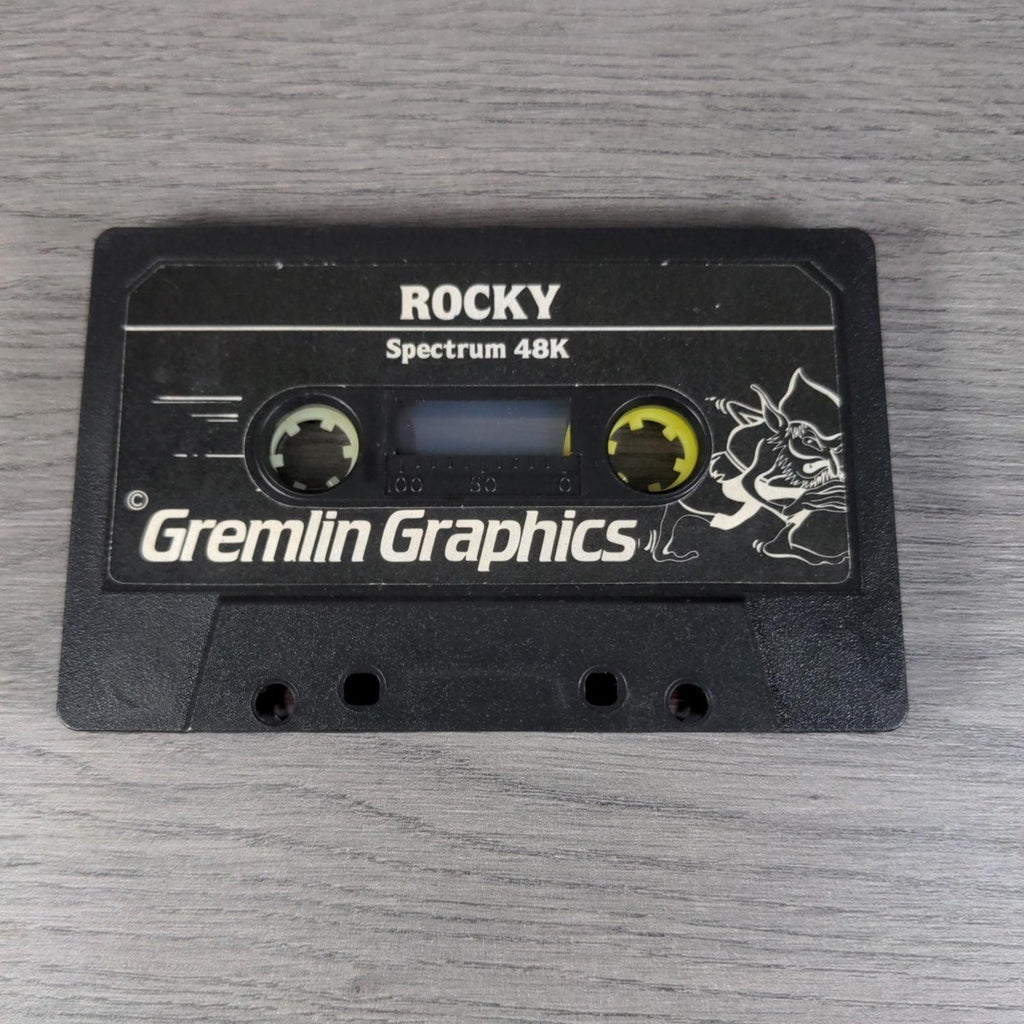 ROCKY
Spectrum 48K
100 50 0
©
Gremlin Graphics